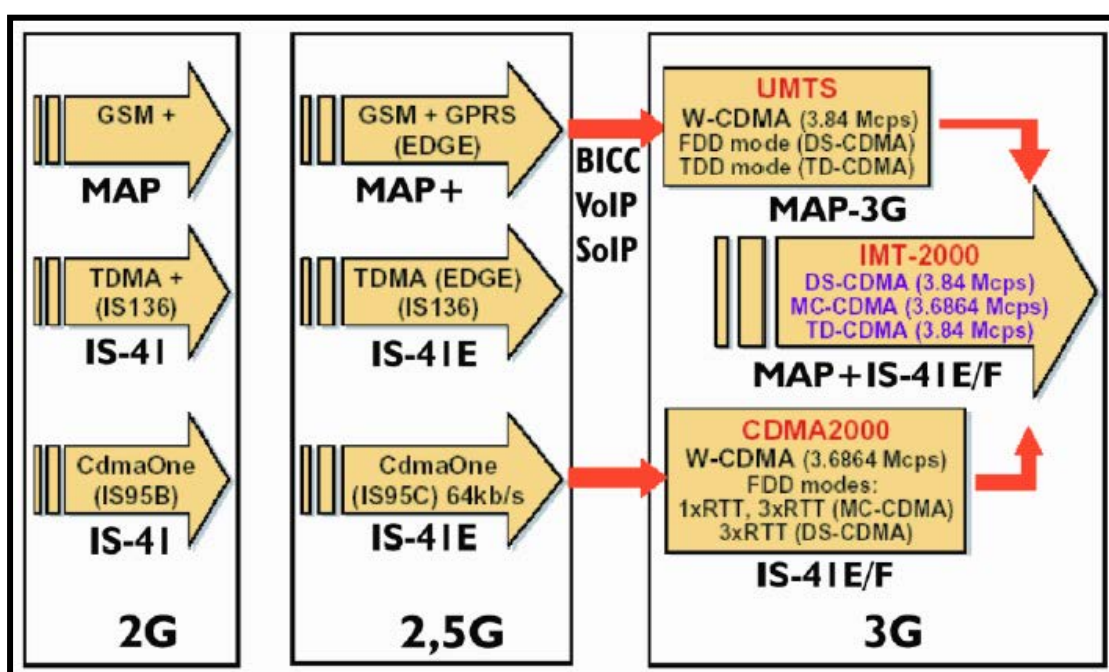 GSM +
MAP
TDMA +
(IS136)
IS-41
CdmaOne
(IS95B)
IS-41
2G
GSM + GPRS
(EDGE)
MAP+
TDMA (EDGE)
(IS136)
IS-41E
CdmaOne
(IS95C) 64kb/s
IS-41E
2,5G
BICC
VoIP
SoIP
UMTS
W-CDMA (3.84 Mcps)
FDD mode (DS-CDMA)
TDD mode (TD-CDMA)
MAP-3G
IMT-2000
DS-CDMA (3.84 Mcps)
MC-CDMA (3.6864 Mcps)
TD-CDMA (3.84 Mcps)
MAP+IS-41E/F
CDMA2000
W-CDMA (3.6864 Mcps)
FDD modes:
1xRTT, 3xRTT (MC-CDMA)
3xRTT (DS-CDMA)
IS-41E/F
3G